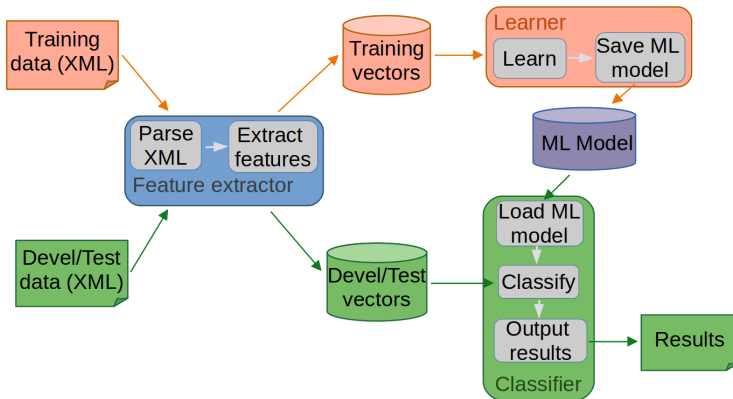 Training
data (XML)
Parse
XML
Extract
features
Feature extractor
Devel/Test
data (XML)
Training
vectors
Devel/Test
vectors
Learner
Learn
Save ML
model
ML Model
Load ML
model
Classify
Output
results
Classifier
Results